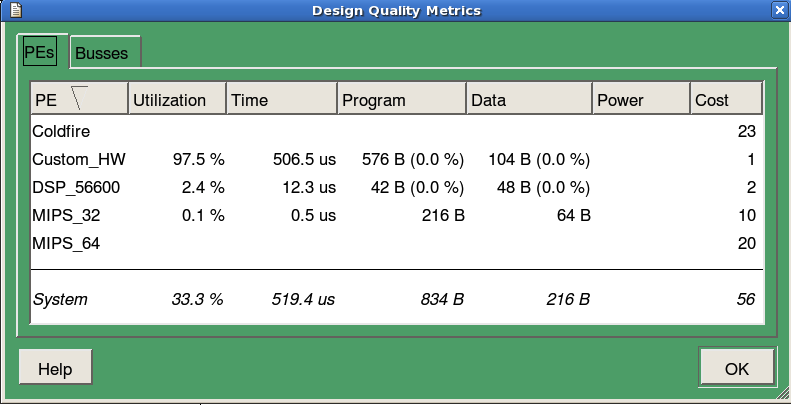 Design Quality Metrics
PEs Busses
PE Utilization Time Program Data Power Cost
Coldfire 23
Custom_HW 97.5 % 506.5 us 576 B (0.0 %) 104 B (0.0 %) 1
DSP_56600 2.4 % 12.3 us 42 B (0.0 %) 48 B (0.0 %) 2
MIPS_32 0.1 % 0.5 us 216 B 64 B 10
MIPS_64 20
System 33.3 % 519.4 us 834 B 216 B 56
Help OK